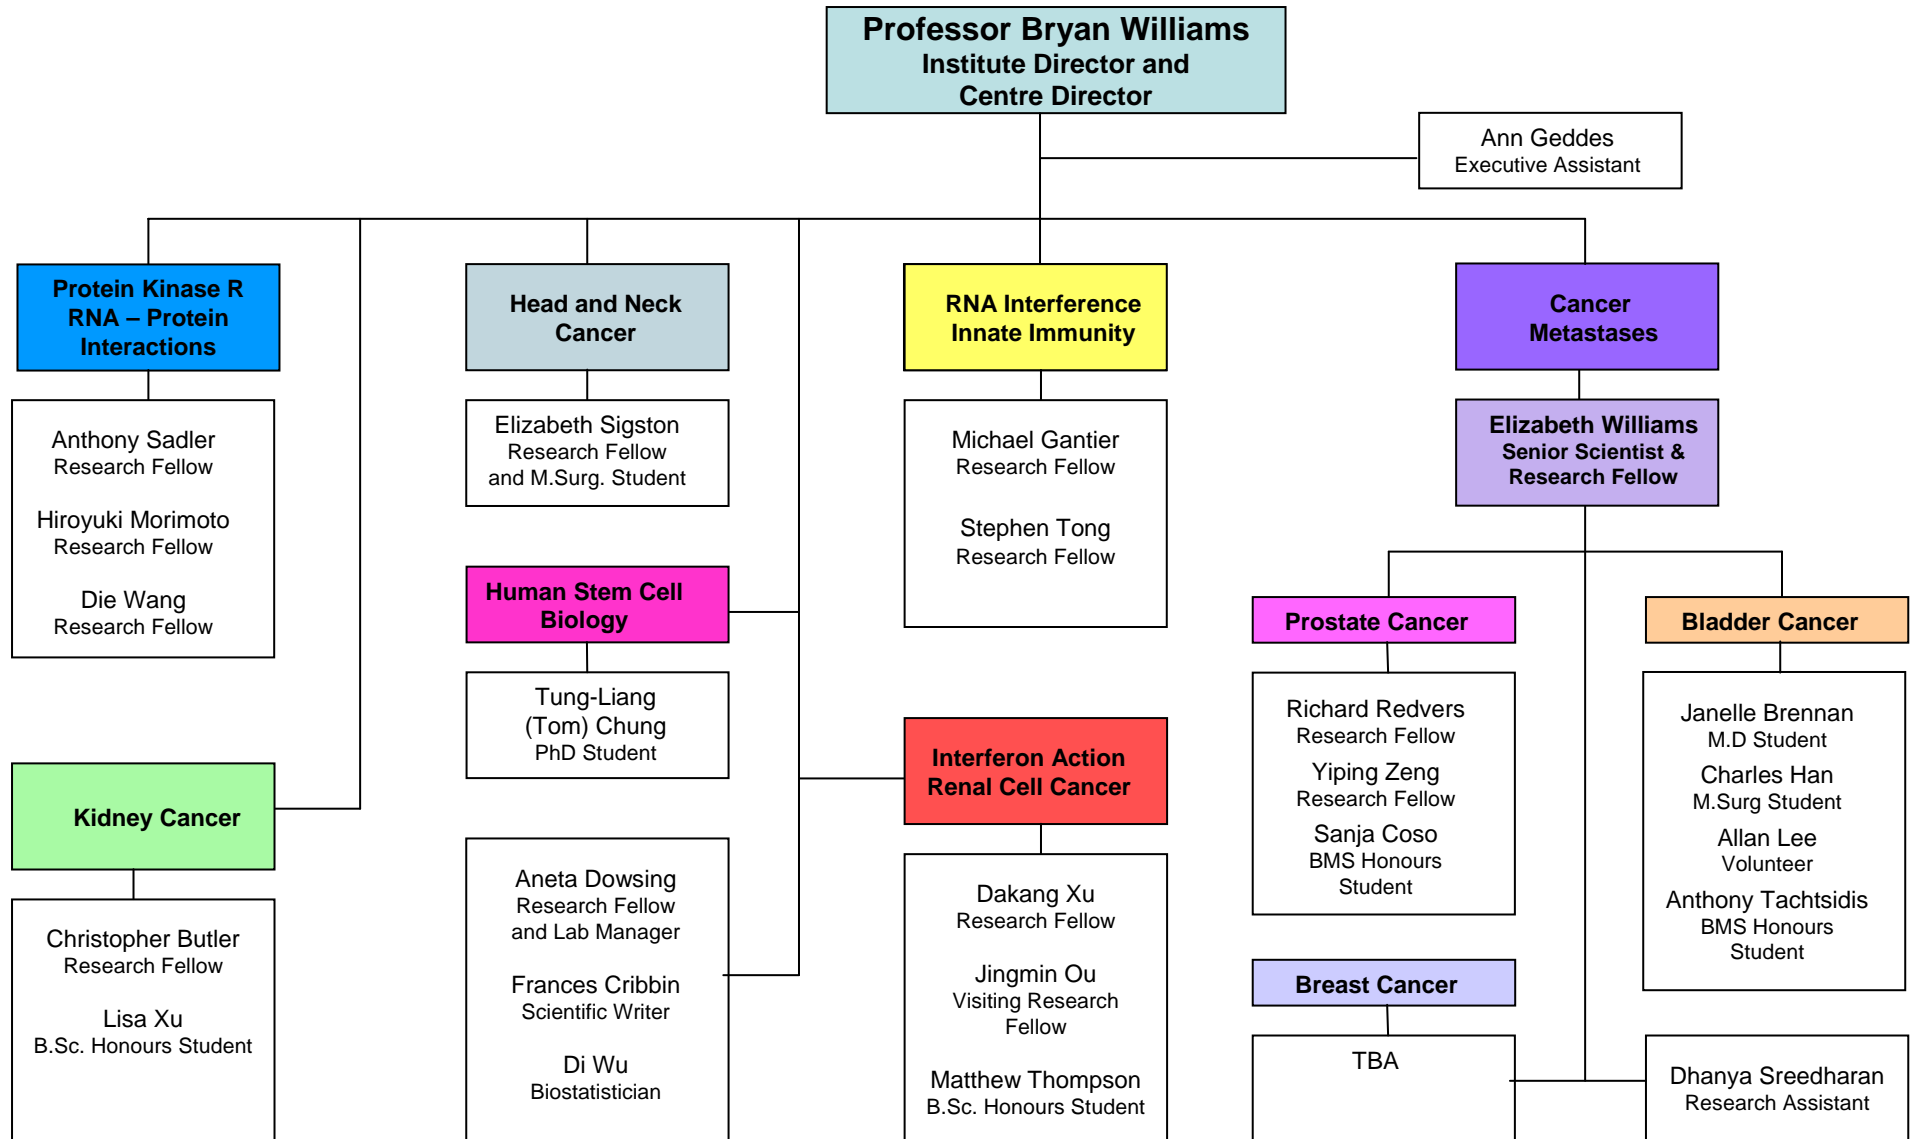 Professor Bryan Williams
Institute Director and
Centre Director
Ann Geddes
Executive Assistant
Protein Kinase R
RNA – Protein
Interactions
Anthony Sadler
Research Fellow
Hiroyuki Morimoto
Research Fellow
Die Wang
Research Fellow
Kidney Cancer
Christopher Butler
Research Fellow
Lisa Xu
B.Sc. Honours Student
Head and Neck
Cancer
Elizabeth Sigston
Research Fellow
and M.Surg. Student
Human Stem Cell
Biology
Tung-Liang
(Tom) Chung
PhD Student
Aneta Dowsing
Research Fellow
and Lab Manager
Frances Cribbin
Scientific Writer
Di Wu
Biostatistician
RNA Interference
Innate Immunity
Michael Gantier
Research Fellow
Stephen Tong
Research Fellow
Interferon Action
Renal Cell Cancer
Dakang Xu
Research Fellow
Jingmin Ou
Visiting Research
Fellow
Matthew Thompson
B.Sc. Honours Student
Cancer
Metastases
Elizabeth Williams
Senior Scientist &
Research Fellow
Prostate Cancer
Richard Redvers
Research Fellow
Yiping Zeng
Research Fellow
Sanja Coso
BMS Honours
Student
Breast Cancer
TBA
Bladder Cancer
Janelle Brennan
M.D Student
Charles Han
M.Surg Student
Allan Lee
Volunteer
Anthony Tachtsidis
BMS Honours
Student
Dhanya Sreedharan
Research Assistant